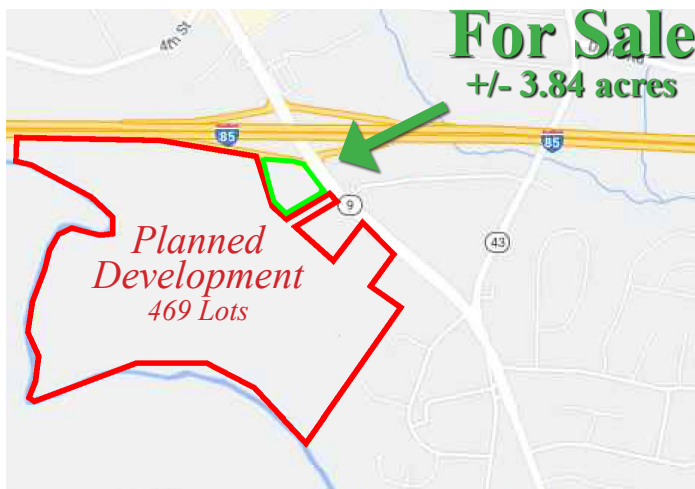 For Sale
+/- 3.84 acres
4th St
85
85
9
43
Planned
Development
469 Lots